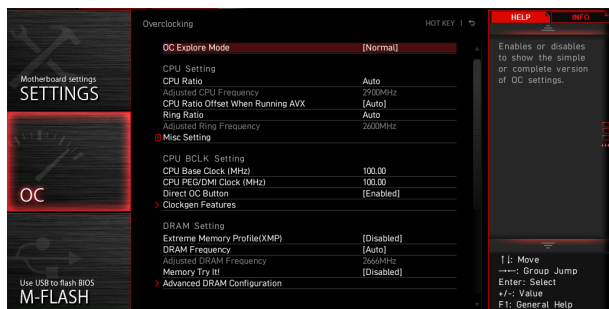 Overclocking
HOT KEY |
HELP
INFO
Motherboard settings
SETTINGS
OC
Use USB to flash BIOS
M-FLASH
OC Explore Mode [Normal]
CPU Setting
CPU Ratio Auto
Adjusted CPU Frequency 2900MHz
CPU Ratio Offset When Running AVX [Auto]
Ring Ratio Auto
Adjusted Ring Frequency 2600MHz
Misc Setting
CPU BCLK Setting
CPU Base Clock (MHz) 100.00
CPU PEG/DMI Clock (MHz) 100.00
Direct OC Button [Enabled]
> Clockgen Features
DRAM Setting
Extreme Memory Profile(XMP) [Disabled]
DRAM Frequency [Auto]
Adjusted DRAM Frequency 2666MHz
Memory Try It! [Disabled]
> Advanced DRAM Configuration
Enables or disables
to show the simple
or complete version
of OC settings.
↑↓: Move
→←: Group Jump
Enter: Select
+/-: Value
F1: General Help